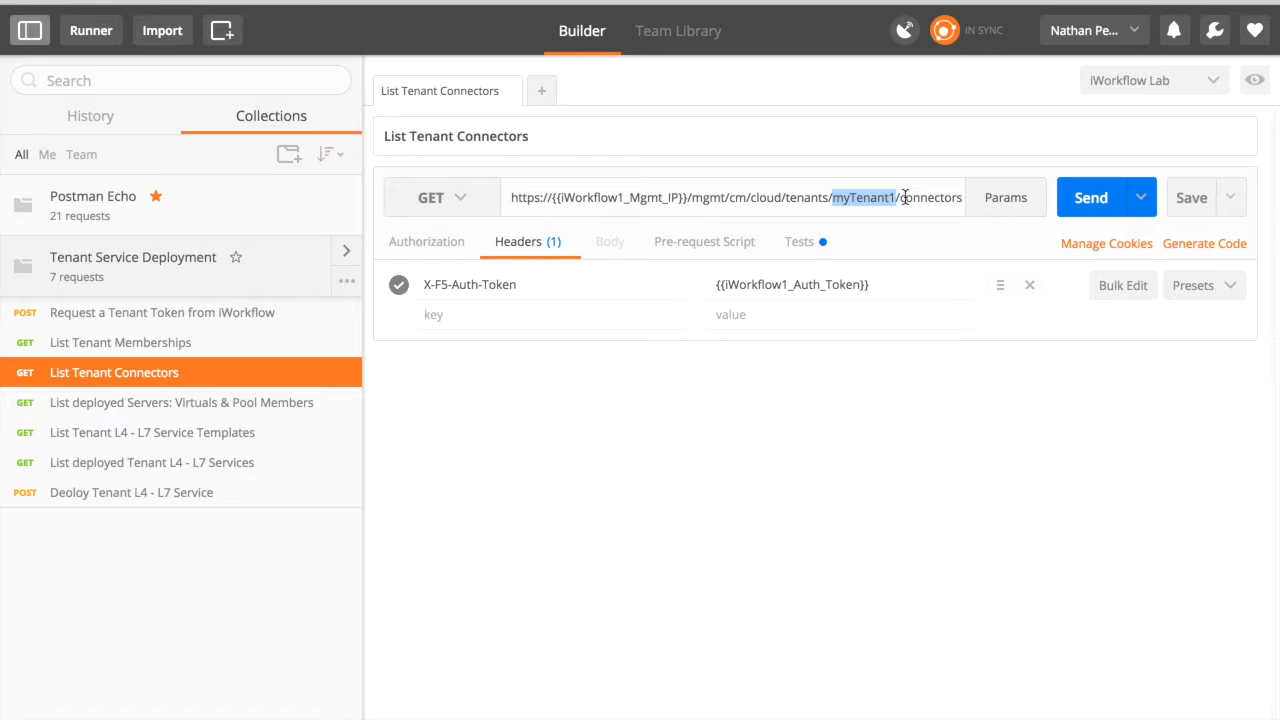 Runner
Import
Builder
Team Library
IN SYNC
Nathan Pe...
Search
History
Collections
All Me Team
Postman Echo
21 requests
Tenant Service Deployment
7 requests
POST Request a Tenant Token from iWorkflow
GET List Tenant Memberships
GET List Tenant Connectors
GET List deployed Servers: Virtuals & Pool Members
GET List Tenant L4 - L7 Service Templates
GET List deployed Tenant L4 - L7 Services
POST Deoloy Tenant L4 - L7 Service
List Tenant Connectors
iWorkflow Lab
List Tenant Connectors
GET https://{{iWorkflow1_Mgmt_IP}}/mgmt/cm/cloud/tenants/myTenant1/connectors Params Send Save
Authorization Headers (1) Body Pre-request Script Tests Manage Cookies Generate Code
X-F5-Auth-Token {{iWorkflow1_Auth_Token}} Bulk Edit Presets
key value